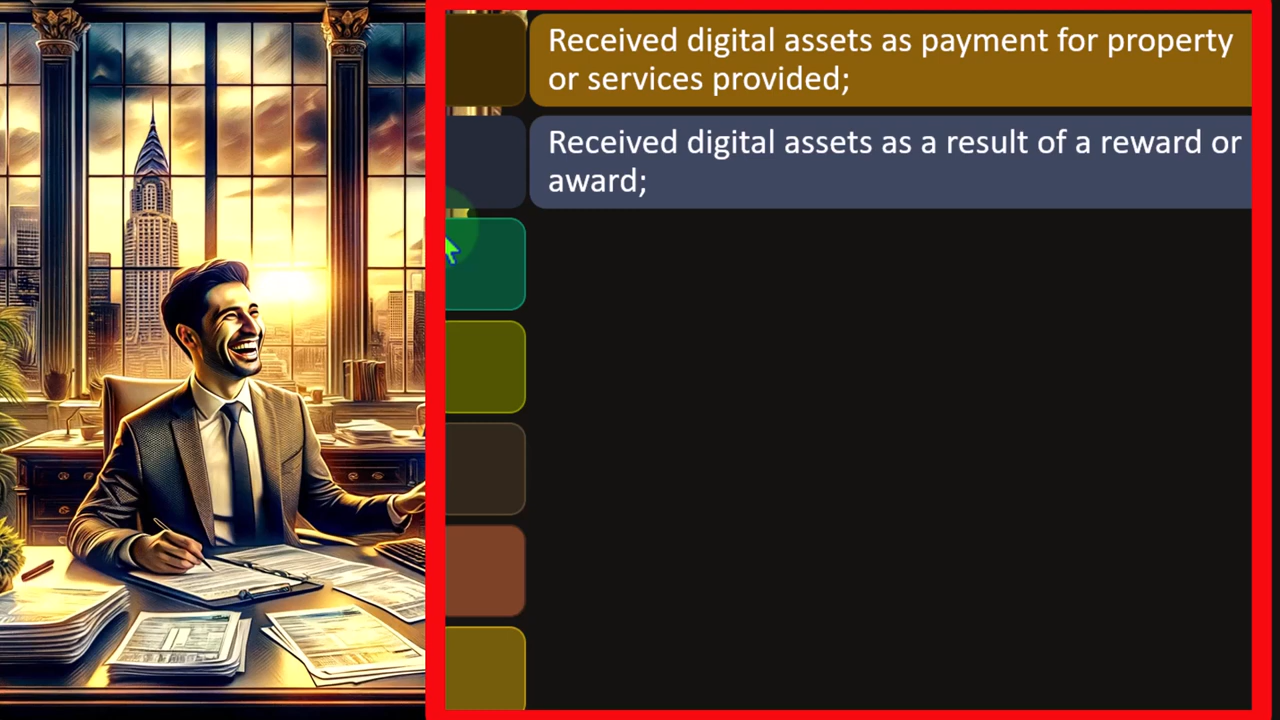 Received digital assets as payment for property
or services provided;
Received digital assets as a result of a reward or
award;